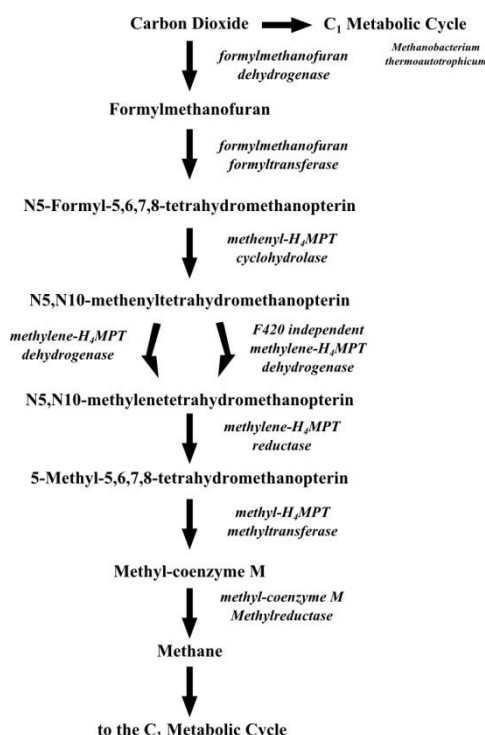 Carbon Dioxide
C₁ Metabolic Cycle
Methanobacterium
thermoautotrophicum
formylmethanofuran
dehydrogenase
Formylmethanofuran
formylmethanofuran
formyltransferase
N5-Formyl-5,6,7,8-tetrahydromethanopterin
methenyl-H₄MPT
cyclohydrolase
N5,N10-methenyltetrahydromethanopterin
methylene-H₄MPT
dehydrogenase
F420 independent
methylene-H₄MPT
dehydrogenase
N5,N10-methylenetetrahydromethanopterin
methylene-H₄MPT
reductase
5-Methyl-5,6,7,8-tetrahydromethanopterin
methyl-H₄MPT
methyltransferase
Methyl-coenzyme M
methyl-coenzyme M
Methylreductase
Methane
to the C₁ Metabolic Cycle